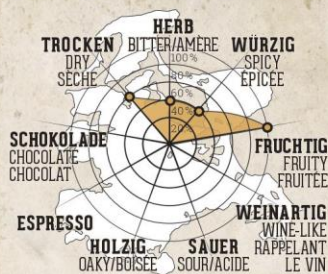 HERB
BITTER/AMÈRE
TROCKEN
DRY
SÈCHE
WÜRZIG
SPICY
ÉPICÉE
100%
80%
60%
40%
20%
SCHOKOLADE
CHOCOLATE
CHOCOLAT
FRUCHTIG
FRUITY
FRUITÉE
ESPRESSO
WEINARTIG
WINE-LIKE
RAPPELANT
LE VIN
HOLZIG
OAKY/BOISÉE
SAUER
SOUR/ACIDE